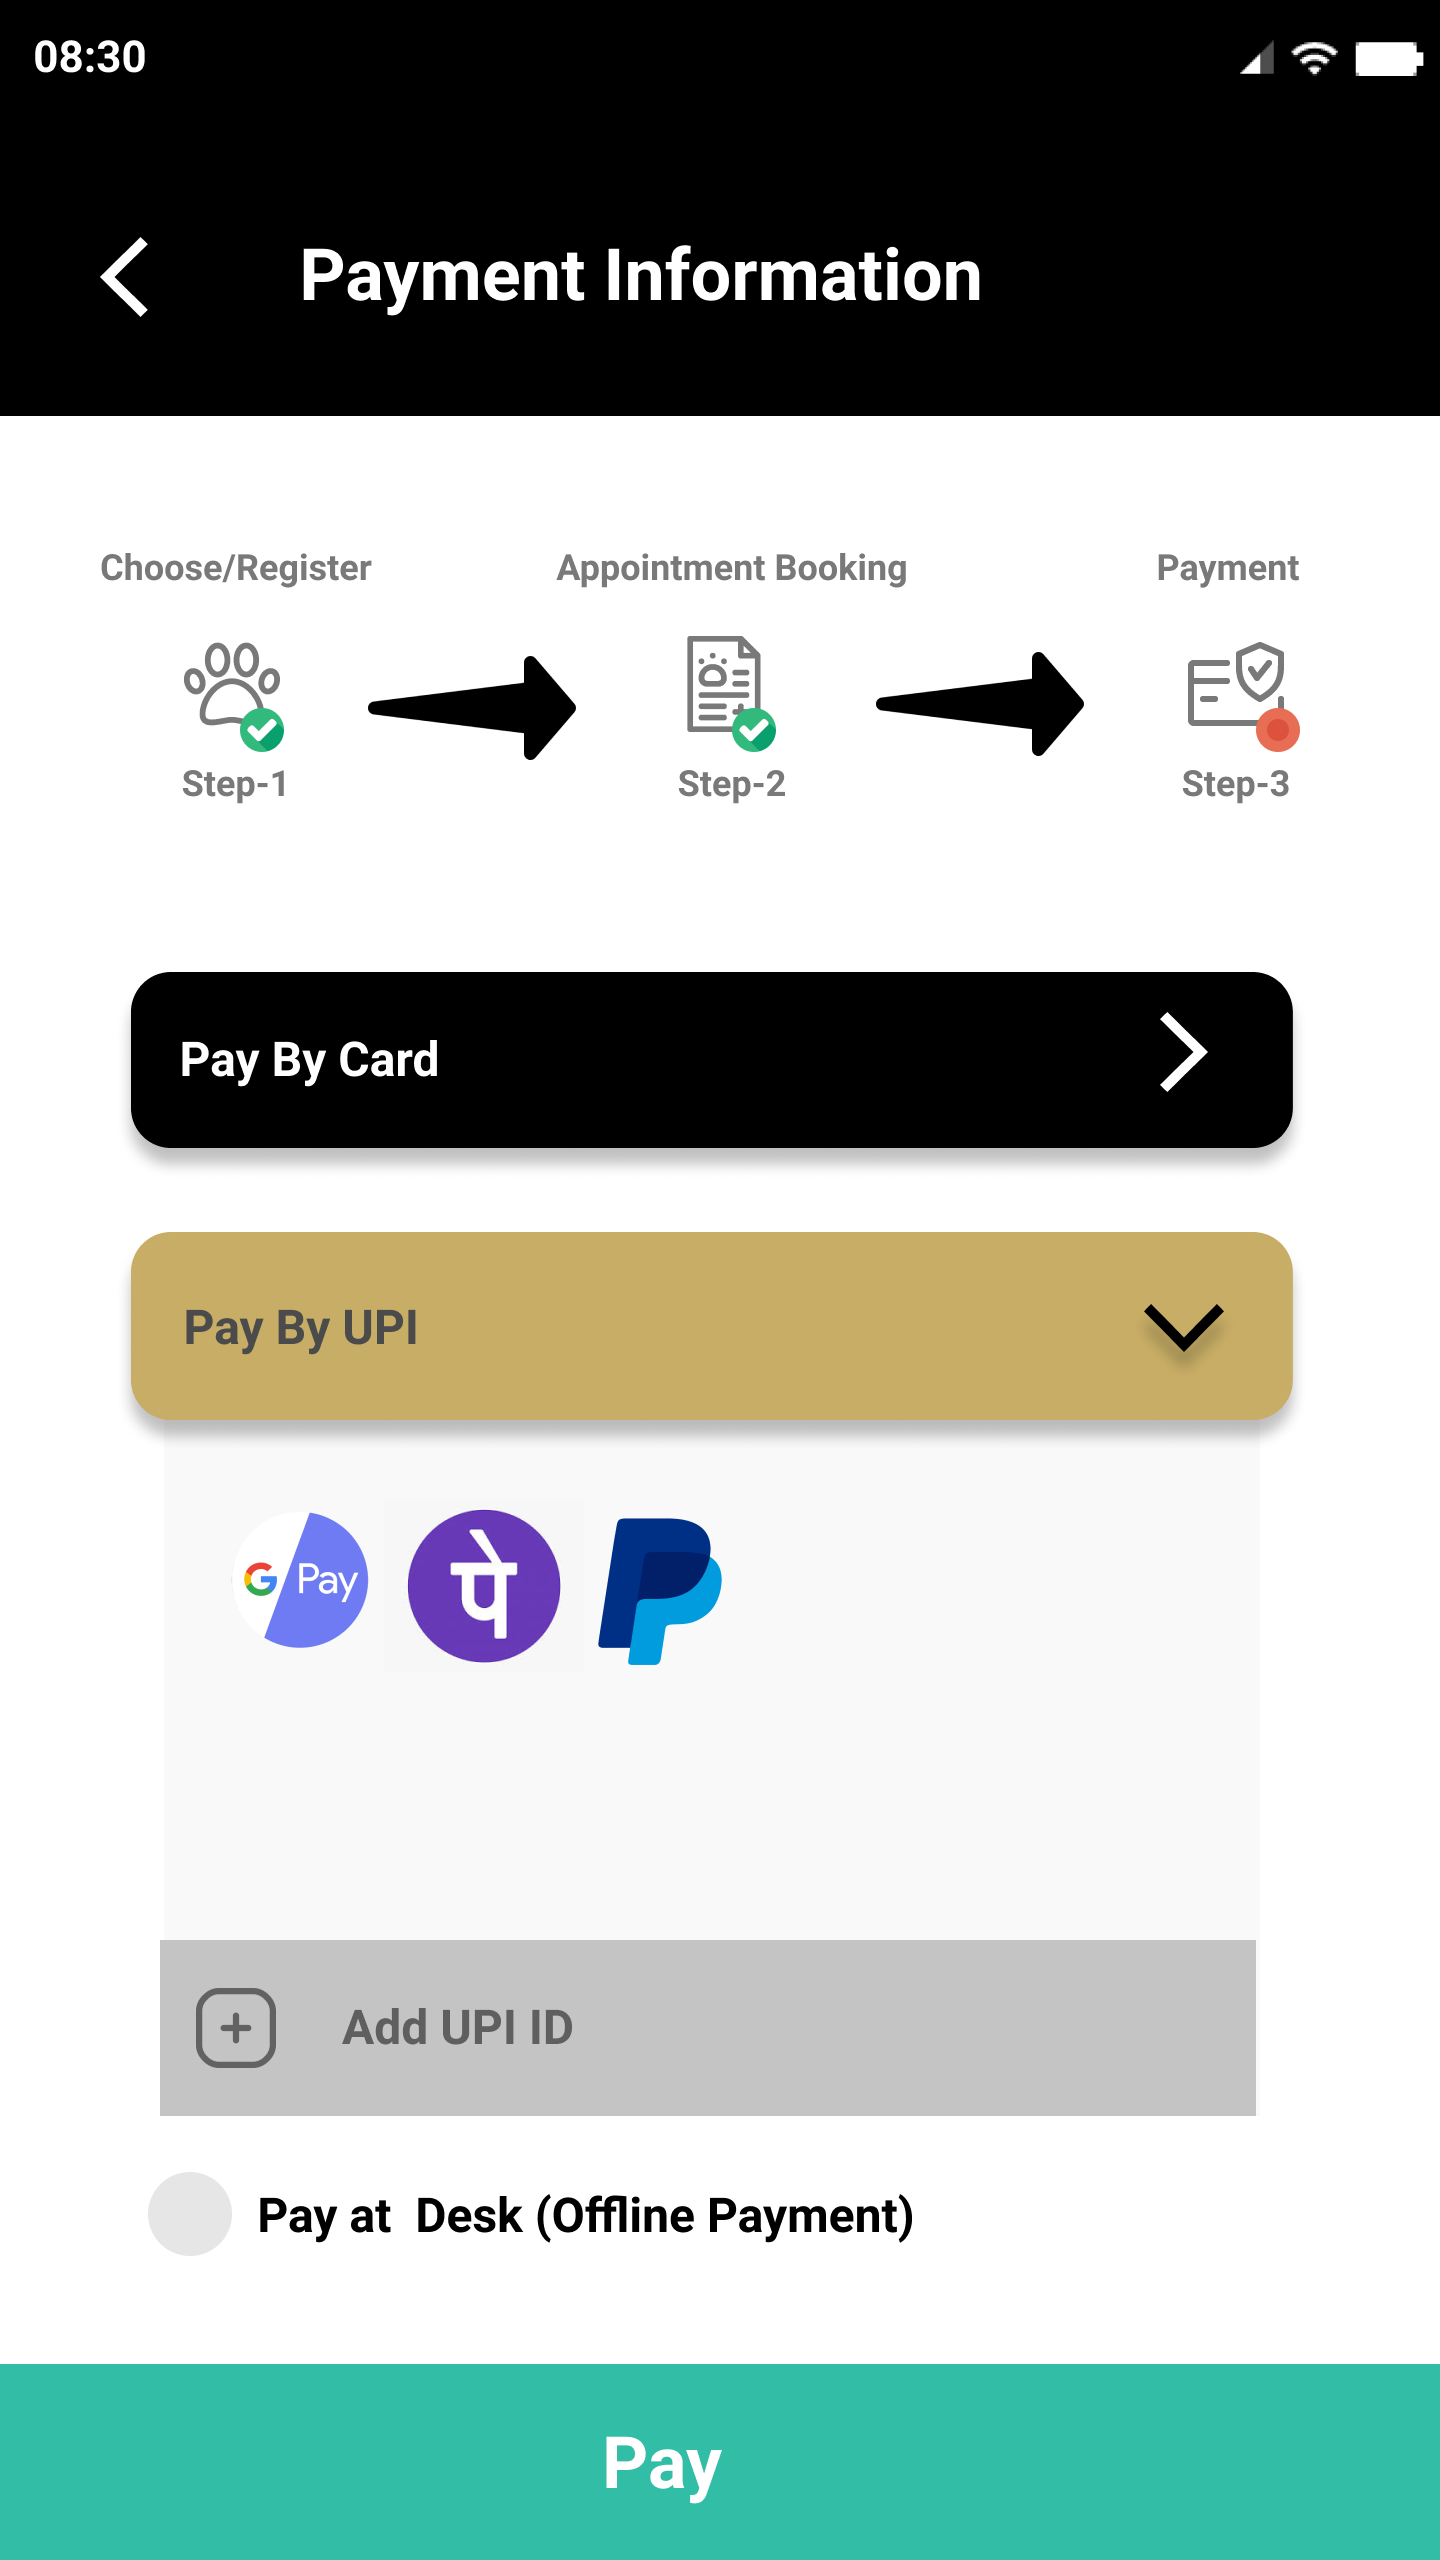 08:30
Payment Information
Choose/Register
Appointment Booking
Payment
Step-1
Step-2
Step-3
Pay By Card
Pay By UPI
G Pay
पे
Add UPI ID
Pay at  Desk (Offline Payment)
Pay